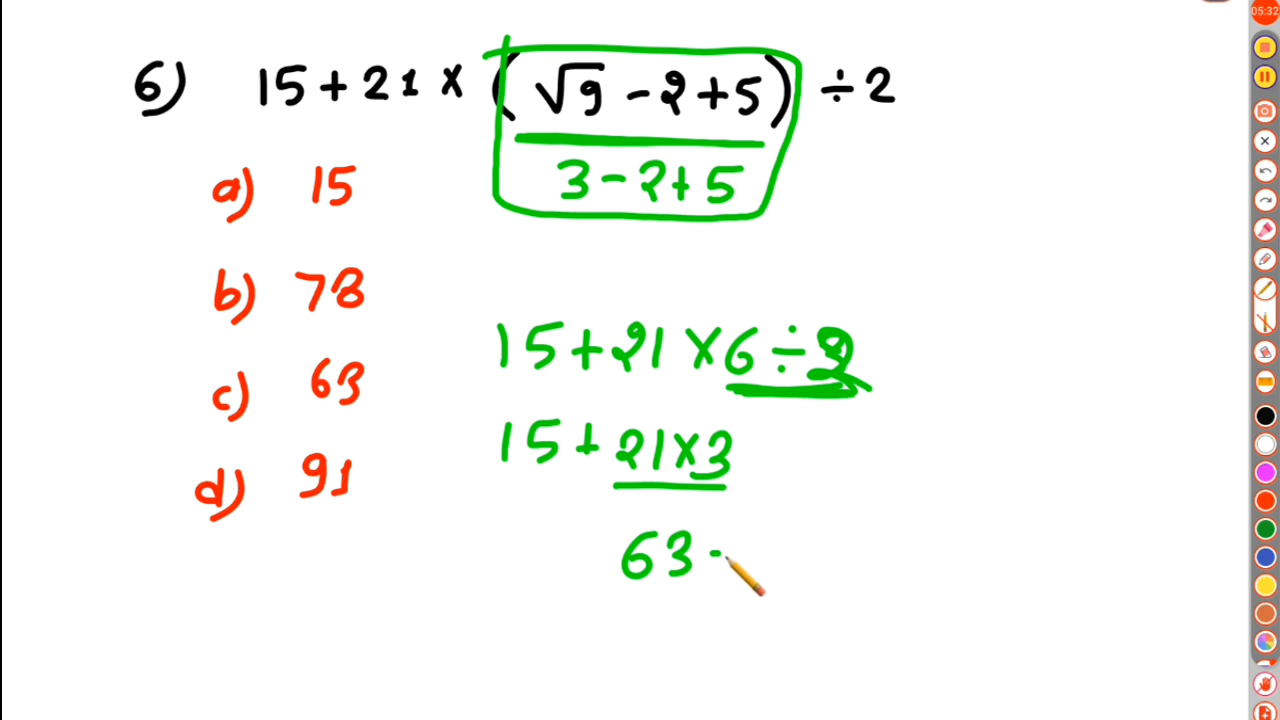 05:32
6) 15 + 21 × (√9 - 2 + 5) ÷ 2
3 - 2 + 5
a) 15
b) 78
c) 63
d) 91
15 + 21 × 6 ÷ 2
15 + 21 × 3
63 -